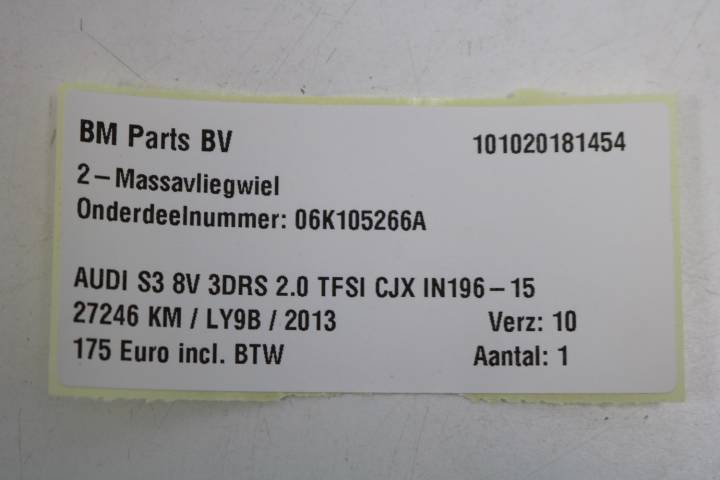 BM Parts BV 101020181454
2-Massavliegwiel
Onderdeelnummer: 06K105266A
AUDI S3 8V 3DRS 2.0 TFSI CJX IN196-15
27246 KM / LY9B / 2013 Verz: 10
175 Euro incl. BTW Aantal: 1